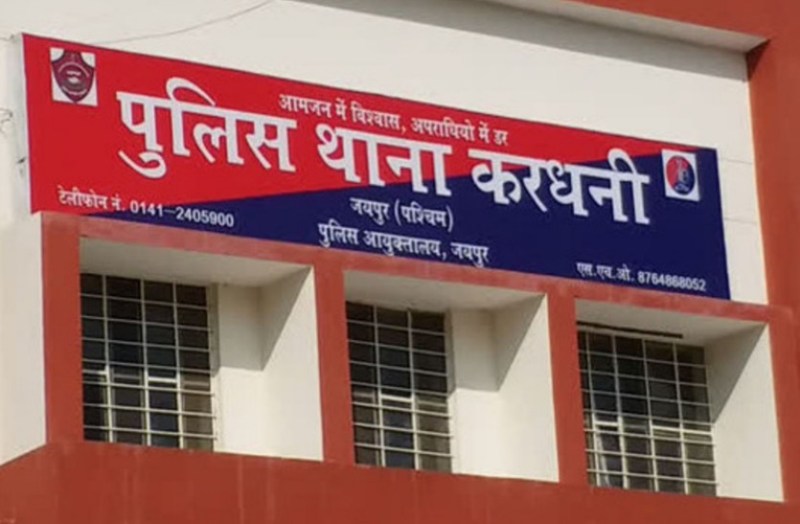 आमजन में विश्वास, अपराधियो में डर
पुलिस थाना करधनी
जयपुर (पश्चिम)
पुलिस आयुक्तालय, जयपुर
टेलीफोन नं. 0141-2405900
एस.एच.ओ. 8764868052